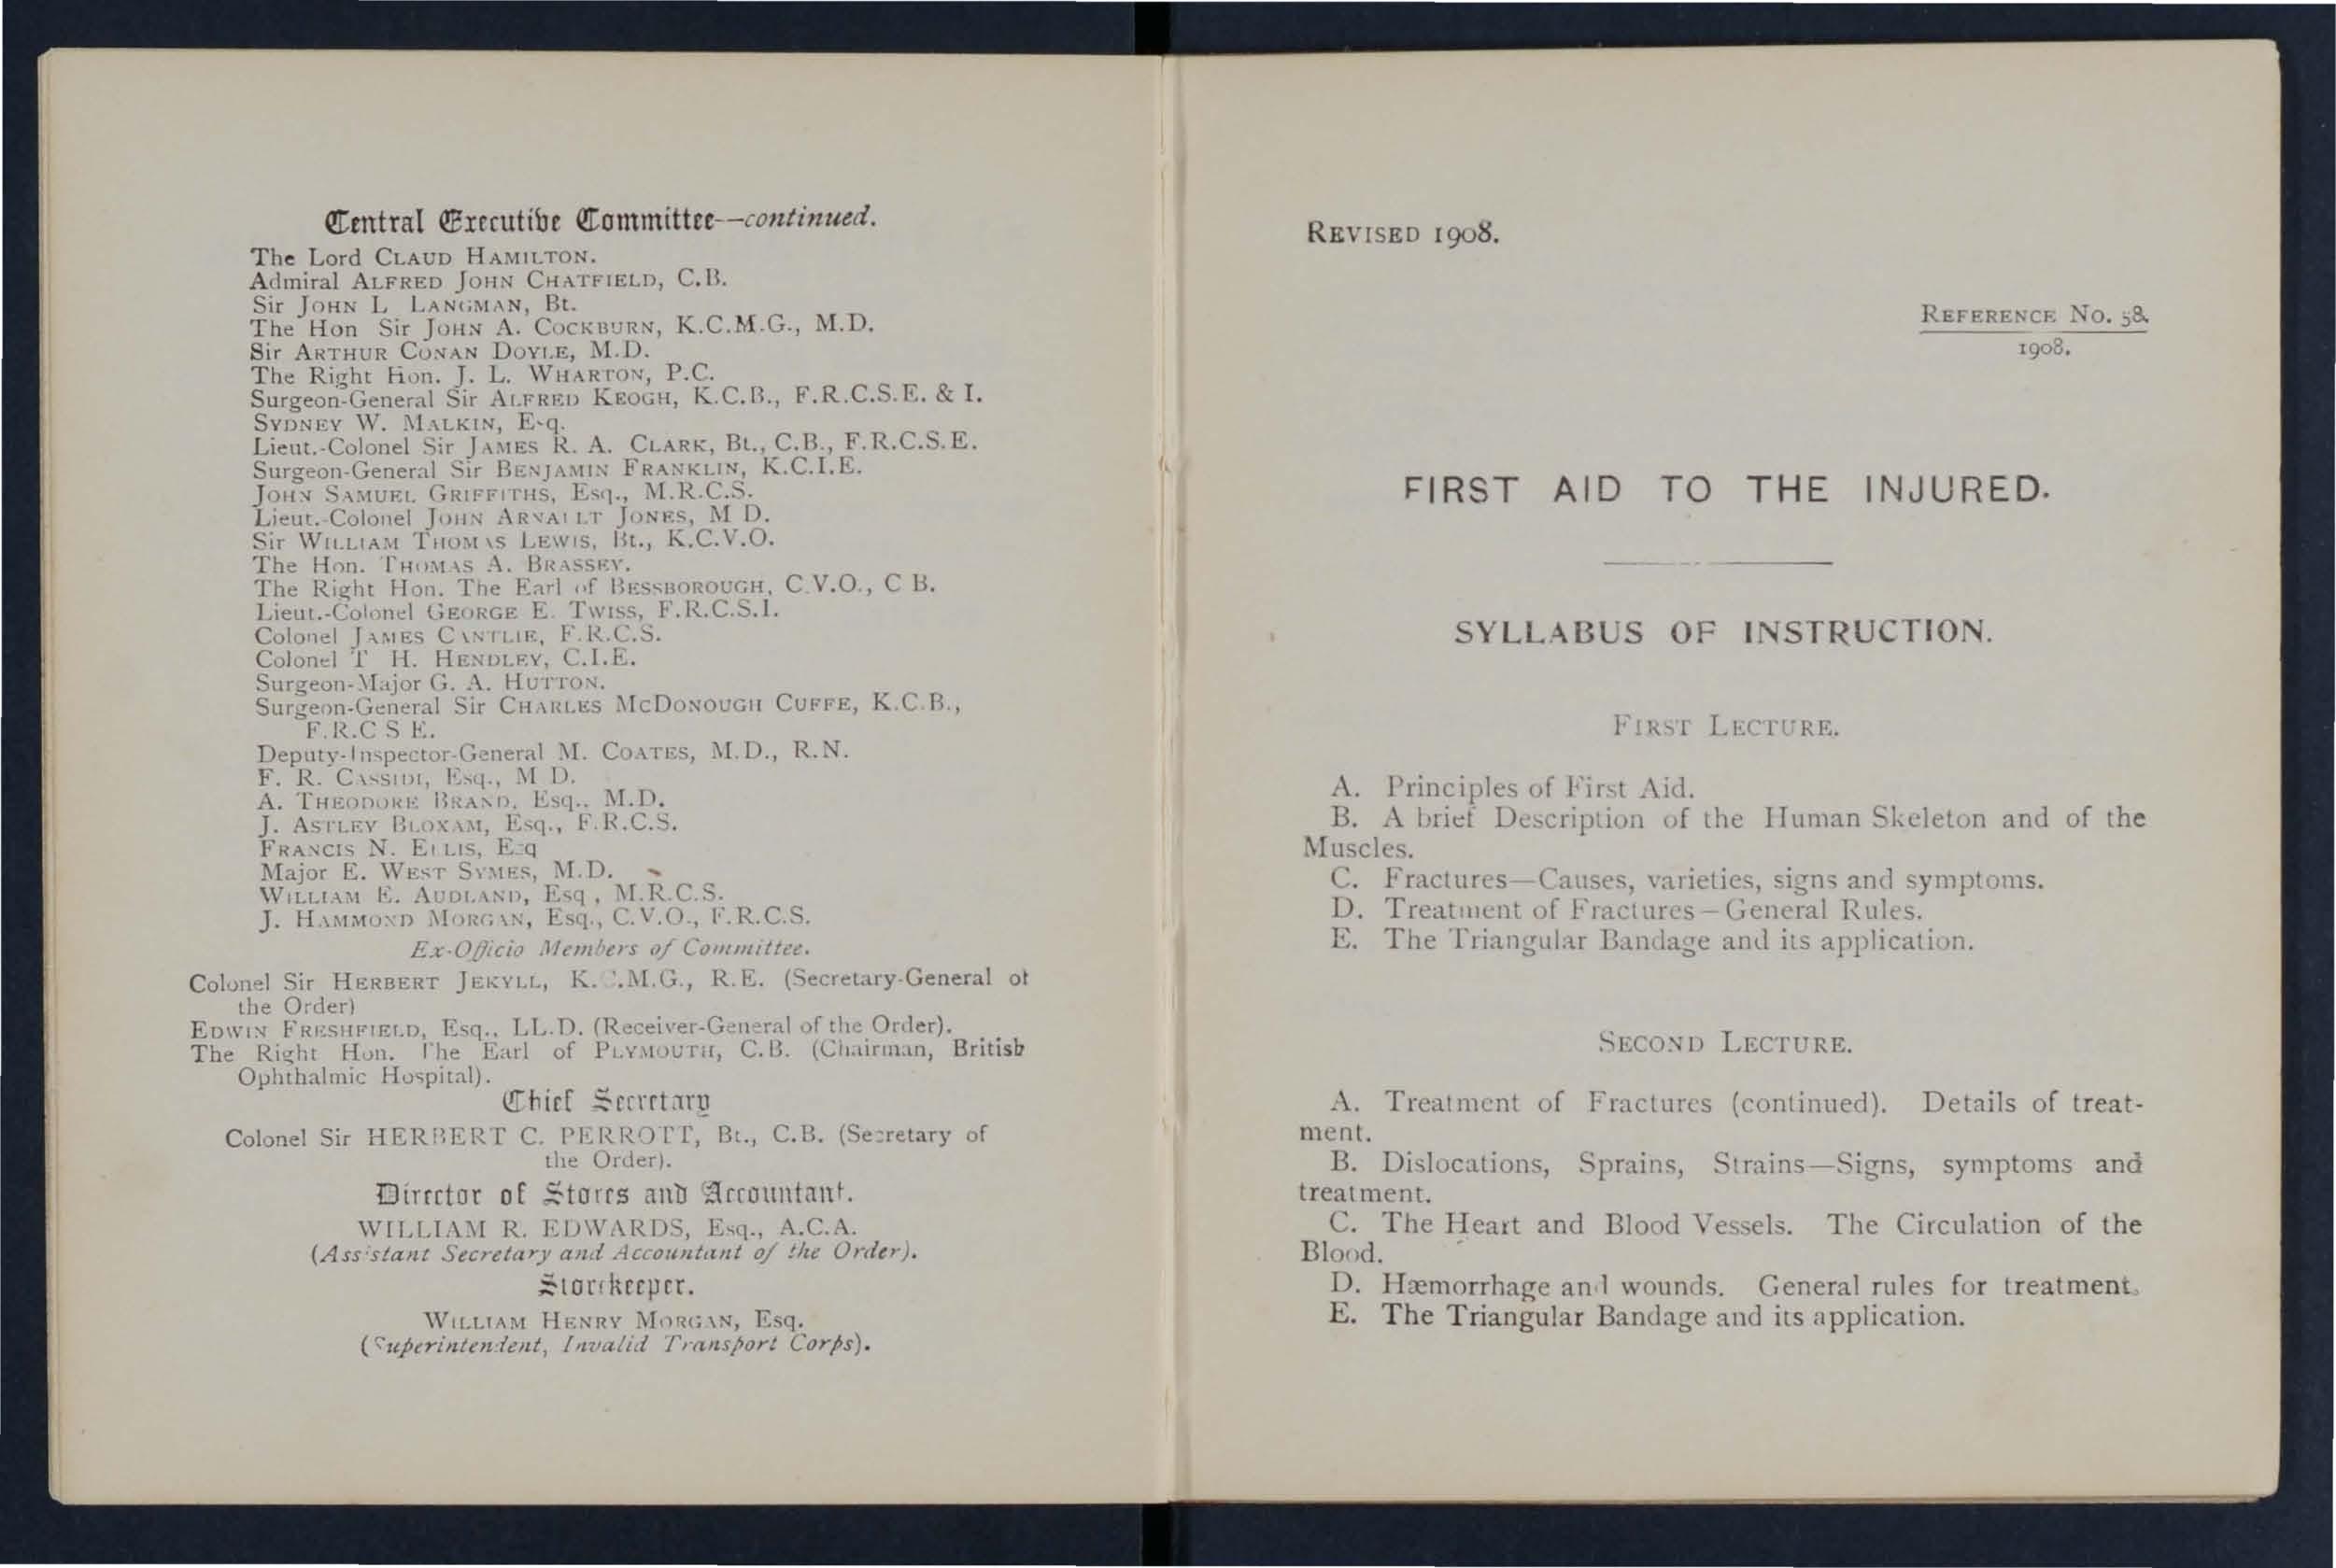 Central Executive Committee--continued.
The Lord CLAUD HAMILTON.
Admiral ALFRED JOHN CHATFIELD, C.B.
Sir JOHN L LANGMAN, Bt.
The Hon Sir JOHN A. COCKBURN, K.C.M.G., M.D.
Sir ARTHUR CONAN DOYLE, M.D.
The Right Hon. J. L. WHARTON, P.C.
Surgeon-General Sir ALFRED KEOGH, K.C.B., F.R.C.S.E. & I.
SYDNEY W. MALKIN, Esq.
Lieut.-Colonel Sir JAMES R. A. CLARK, Bt., C.B., F.R.C.S.E.
Surgeon-General Sir BENJAMIN FRANKLIN, K.C.I.E.
JOHN SAMUEL GRIFFITHS, Esq., M.R.C.S.
Lieut.-Colonel JOHN ARNALLT JONES, M D.
Sir WILLIAM THOMAS LEWIS, Bt., K.C.V.O.
The Hon. THOMAS A. BRASSEY.
The Right Hon. The Earl of BESSBOROUGH, C.V.O., C B.
Lieut.-Colonel GEORGE E. TWISS, F.R.C.S.I.
Colonel JAMES CANTLIE, F.R.C.S.
Colonel T H. HENDLEY, C.I.E.
Surgeon-Major G. A. HUTTON.
Surgeon-General Sir CHARLES MCDONOUGH CUFFE, K.C.B.,
F.R.C S E.
Deputy-Inspector-General M. COATES, M.D., R.N.
F. R. CASSIDI, Esq., M D.
A. THEODORE BRAND, Esq.. M.D.
J. ASTLEY BLOXAM, Esq., F.R.C.S.
FRANCIS N. ELLIS, Esq
Major E. WEST SYMES, M.D.
WILLIAM E. AUDLAND, Esq , M.R.C.S.
J. HAMMOND MORGAN, Esq., C.V.O., F.R.C.S.
Ex-Officio Members of Committee.
Colonel Sir HERBERT JEKYLL, K.C.M.G., R.E. (Secretary-General of
the Order)
EDWIN FRESHFIELD, Esq., LL.D. (Receiver-General of the Order).
The Right Hon. The Earl of PLYMOUTH, C.B. (Chairman, British
Ophthalmic Hospital).
Chief Secretary
Colonel Sir HERBERT C. PERROTT, Bt., C.B. (Secretary of
the Order).
Director of Stores and Accountant.
WILLIAM R. EDWARDS, Esq., A.C.A.
(Assistant Secretary and Accountant of the Order).
Storekeeper.
WILLIAM HENRY MORGAN, Esq.
(Superintendent, Invalid Transport Corps).
REVISED 1908.
REFERENCE NO. 58.
1908.
FIRST AID TO THE INJURED.
SYLLABUS OF INSTRUCTION.
FIRST LECTURE.
A. Principles of First Aid.
B. A brief Description of the Human Skeleton and of the
Muscles.
C. Fractures—Causes, varieties, signs and symptoms.
D. Treatment of Fractures—General Rules.
E. The Triangular Bandage and its application.
SECOND LECTURE.
A. Treatment of Fractures (continued). Details of treat-
ment.
B. Dislocations, Sprains, Strains—Signs, symptoms and
treatment.
C. The Heart and Blood Vessels. The Circulation of the
Blood.
D. Hæmorrhage and wounds. General rules for treatment.
E. The Triangular Bandage and its application.